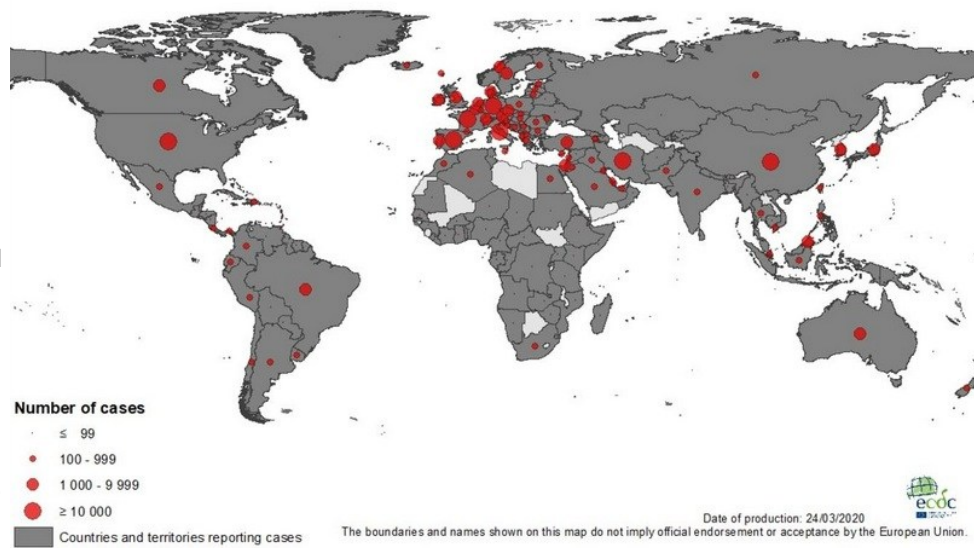 Number of cases
≤ 99
100 - 999
1 000 - 9 999
≥ 10 000
Countries and territories reporting cases
ecdc
Date of production: 24/03/2020
The boundaries and names shown on this map do not imply official endorsement or acceptance by the European Union.